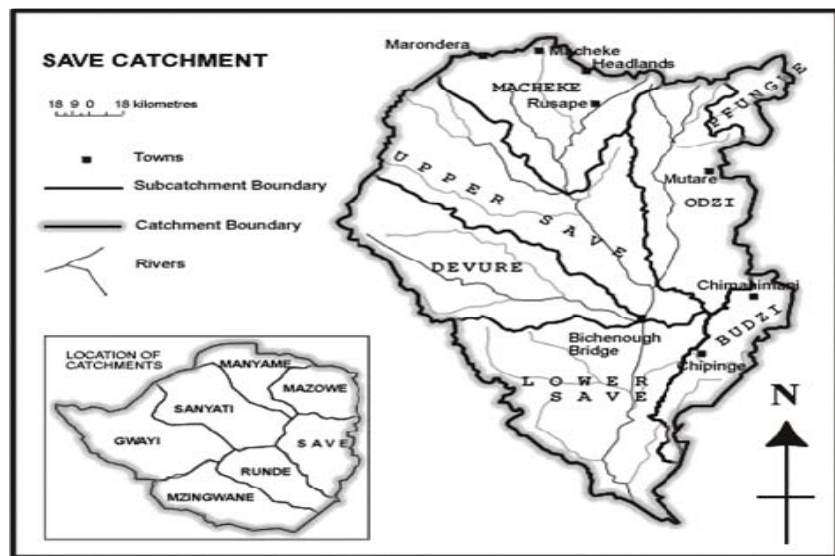 SAVE CATCHMENT
18 9 0 18 kilometres
Towns
Subcatchment Boundary
Catchment Boundary
Rivers
Marondera
Macheke
Headlands
MACHEKE
Rusape
PFUNGUE
UPPER SAVE
Mutare
ODZI
DEVURE
Chimanimani
BUDZI
Bichenough
Bridge
Chipinge
LOWER
SAVE
N
LOCATION OF
CATCHMENTS
MANYAME
MAZOWE
SANYATI
GWAYI
SAVE
RUNDE
MZINGWANE